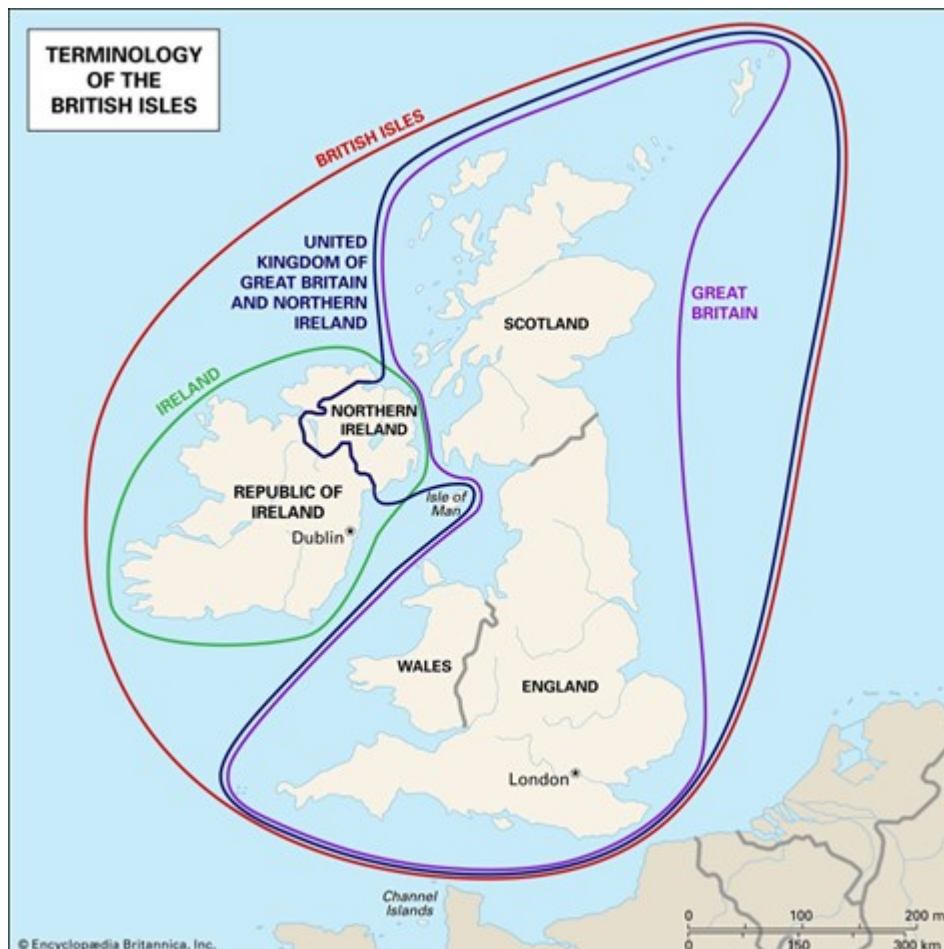 TERMINOLOGY
OF THE
BRITISH ISLES
BRITISH ISLES
UNITED
KINGDOM OF
GREAT BRITAIN
AND NORTHERN
IRELAND
GREAT
BRITAIN
SCOTLAND
IRELAND
NORTHERN
IRELAND
REPUBLIC OF
IRELAND
Dublin
Isle of
Man
WALES
ENGLAND
London
Channel
Islands
0 100 200 mi
0 150 300 km
© Encyclopædia Britannica, Inc.